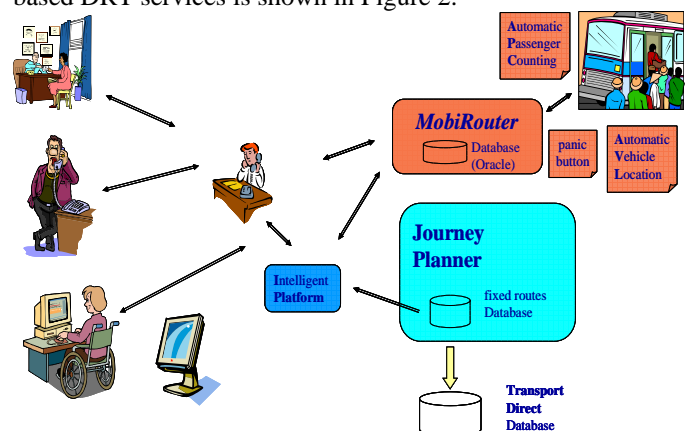 based DRT services is shown in Figure 2.
Automatic
Passenger
Counting
MobiRouter
Database
(Oracle)
panic
button
Automatic
Vehicle
Location
Journey
Planner
fixed routes
Database
Intelligent
Platform
Transport
Direct
Database